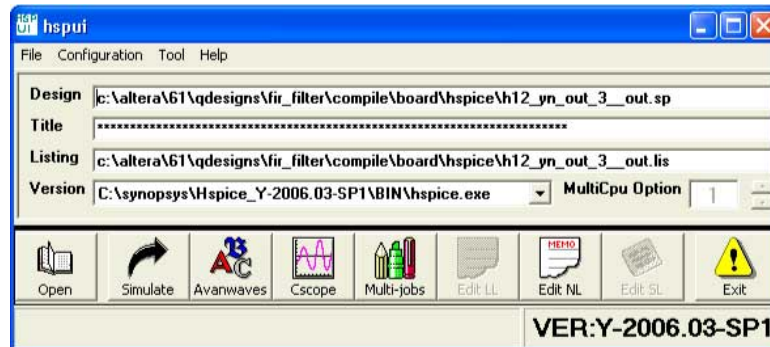 hspui
File Configuration Tool Help
Design c:\altera\61\qdesigns\fir_filter\compile\board\hspice\h12_yn_out_3__out.sp
Title ************************************************************************
Listing c:\altera\61\qdesigns\fir_filter\compile\board\hspice\h12_yn_out_3__out.lis
Version C:\synopsys\Hspice_Y-2006.03-SP1\BIN\hspice.exe MultiCpu Option 1
MEMO
Open Simulate Avanwaves Cscope Multi-jobs Edit LL Edit NL Edit SL Exit
VER:Y-2006.03-SP1